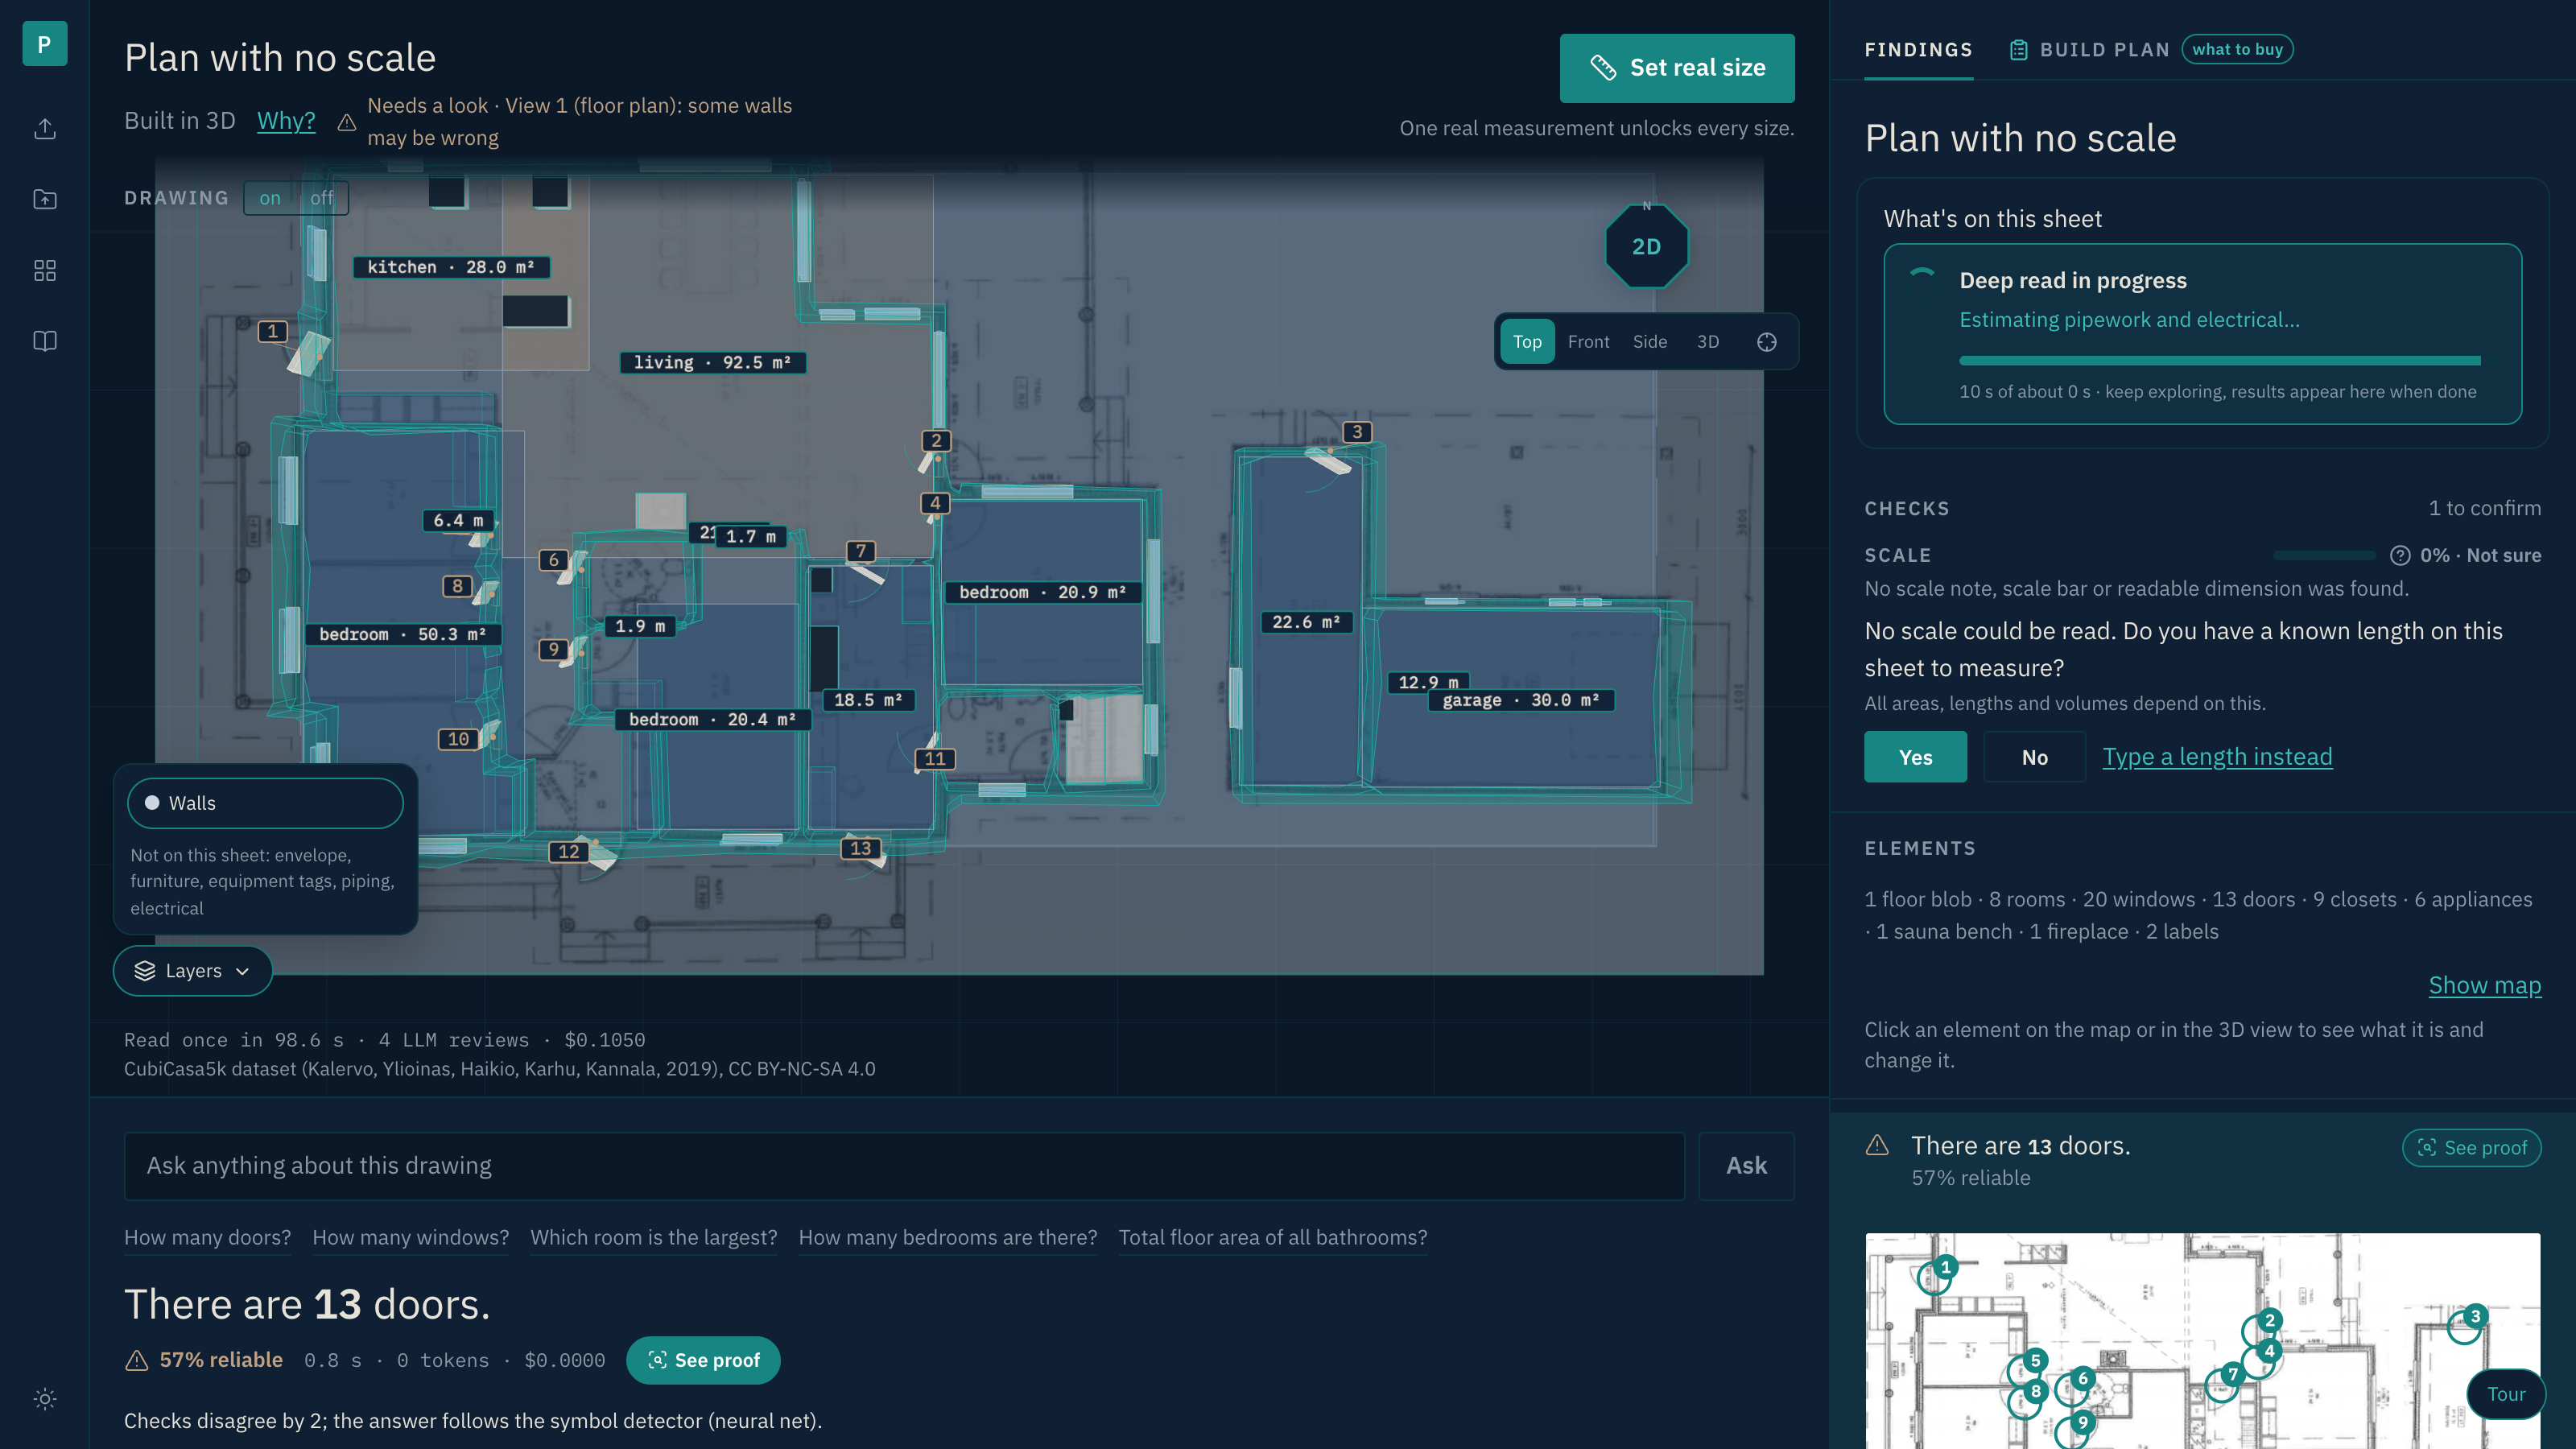 P
Plan with no scale
Built in 3D Why? Needs a look · View 1 (floor plan): some walls
may be wrong
Set real size
One real measurement unlocks every size.
DRAWING on off
N
2D
Top Front Side 3D
kitchen · 28.0 m²
living · 92.5 m²
1
2
3
4
6.4 m
1.7 m
6
7
8
bedroom · 20.9 m²
22.6 m²
1.9 m
bedroom · 50.3 m²
9
12.9 m
garage · 30.0 m²
18.5 m²
bedroom · 20.4 m²
10
11
12
13
Walls
Not on this sheet: envelope,
furniture, equipment tags, piping,
electrical
Layers
Read once in 98.6 s · 4 LLM reviews · $0.1050
CubiCasa5k dataset (Kalervo, Ylioinas, Haikio, Karhu, Kannala, 2019), CC BY-NC-SA 4.0
Ask anything about this drawing
Ask
How many doors? How many windows? Which room is the largest? How many bedrooms are there? Total floor area of all bathrooms?
There are 13 doors.
57% reliable 0.8 s · 0 tokens · $0.0000 See proof
Checks disagree by 2; the answer follows the symbol detector (neural net).
FINDINGS BUILD PLAN what to buy
Plan with no scale
What's on this sheet
Deep read in progress
Estimating pipework and electrical...
10 s of about 0 s · keep exploring, results appear here when done
CHECKS 1 to confirm
SCALE 0% · Not sure
No scale note, scale bar or readable dimension was found.
No scale could be read. Do you have a known length on this
sheet to measure?
All areas, lengths and volumes depend on this.
Yes No Type a length instead
ELEMENTS
1 floor blob · 8 rooms · 20 windows · 13 doors · 9 closets · 6 appliances
· 1 sauna bench · 1 fireplace · 2 labels
Show map
Click an element on the map or in the 3D view to see what it is and
change it.
There are 13 doors. See proof
57% reliable
1
2
3
4
5
6
7
8
9
Tour